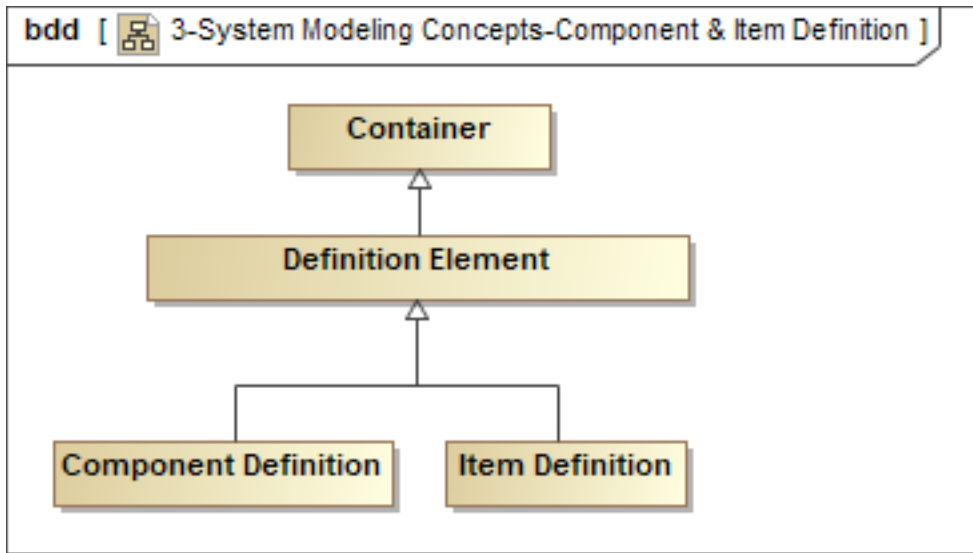 bdd [ 3-System Modeling Concepts-Component & Item Definition ]
Container
Definition Element
Component Definition
Item Definition